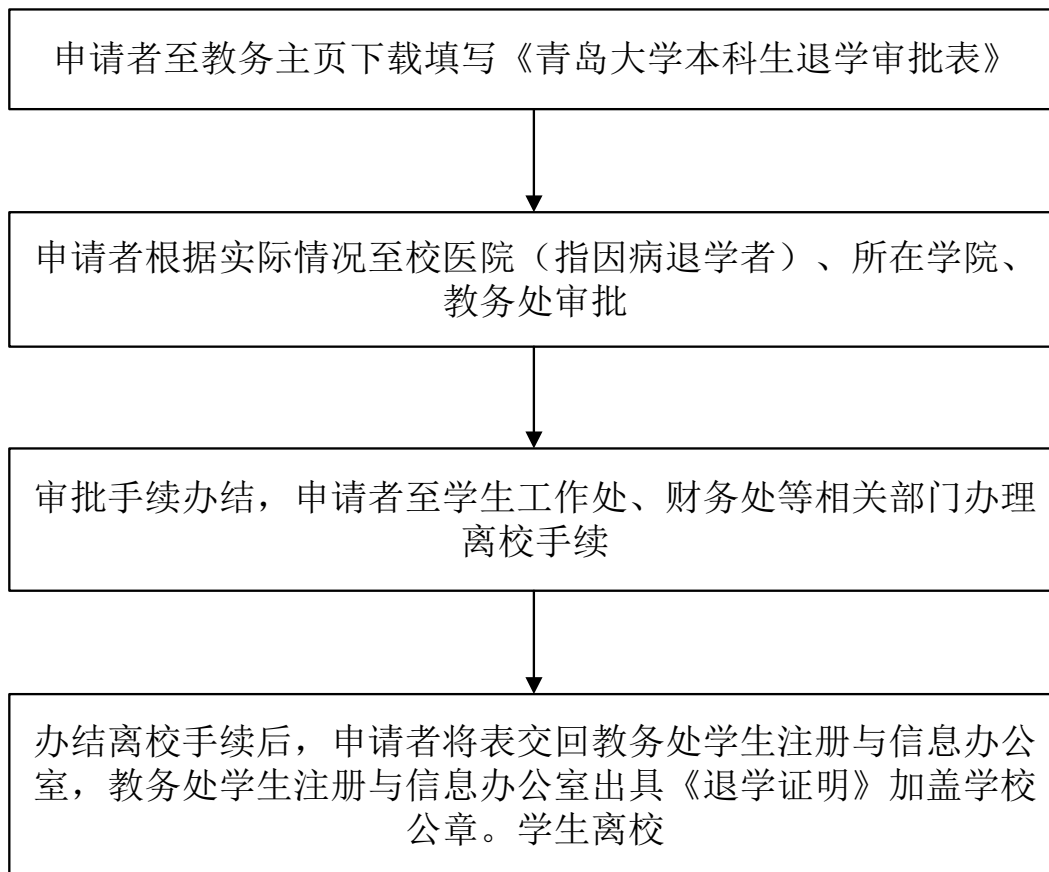 申请者至教务主页下载填写《青岛大学本科生退学审批表》
申请者根据实际情况至校医院（指因病退学者）、所在学院、
教务处审批
审批手续办结，申请者至学生工作处、财务处等相关部门办理
离校手续
办结离校手续后，申请者将表交回教务处学生注册与信息办公
室，教务处学生注册与信息办公室出具《退学证明》加盖学校
公章。学生离校